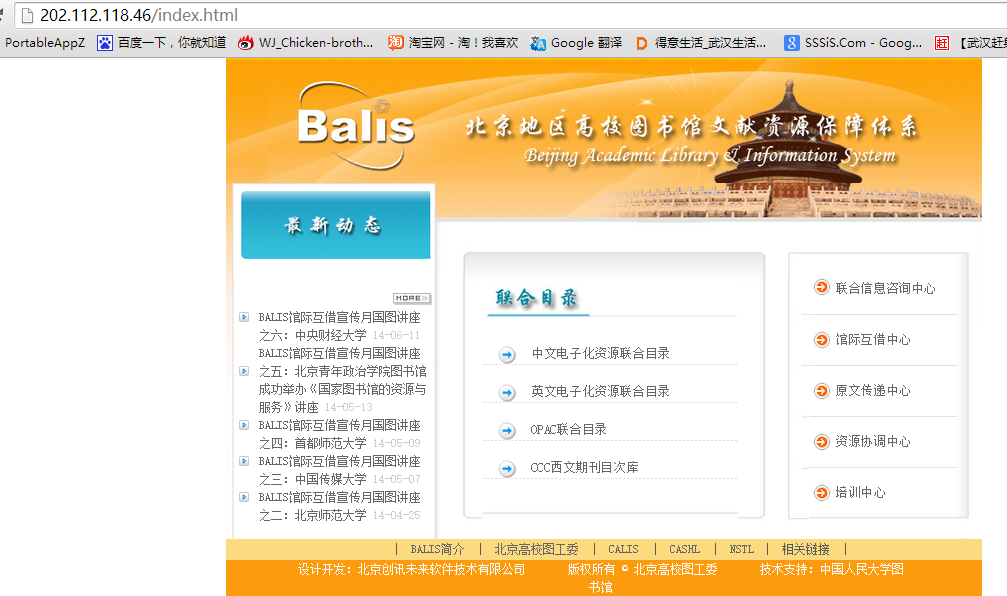 202.112.118.46/index.html
PortableAppZ 百度一下，你就知道 WJ_Chicken-broth... 淘宝网 - 淘！我喜欢 Google 翻译 得意生活_武汉生活... SSSiS.Com - Goog... 【武汉赶
Balis
北京地区高校图书馆文献资源保障体系
Beijing Academic Library & Information System
最新动态
MORE
BALIS馆际互借宣传月国图讲座
之六：中央财经大学 14-06-11
BALIS馆际互借宣传月国图讲座
之五：北京青年政治学院图书馆
成功举办《国家图书馆的资源与
服务》讲座 14-05-13
BALIS馆际互借宣传月国图讲座
之四：首都师范大学 14-05-09
BALIS馆际互借宣传月国图讲座
之三：中国传媒大学 14-05-07
BALIS馆际互借宣传月国图讲座
之二：北京师范大学 14-04-25
联合目录
中文电子化资源联合目录
英文电子化资源联合目录
OPAC联合目录
CCC西文期刊目次库
联合信息咨询中心
馆际互借中心
原文传递中心
资源协调中心
培训中心
| BALIS简介 | 北京高校图工委 | CALIS | CASHL | NSTL | 相关链接 |
设计开发：北京创讯未来软件技术有限公司 版权所有 © 北京高校图工委 技术支持：中国人民大学图
书馆